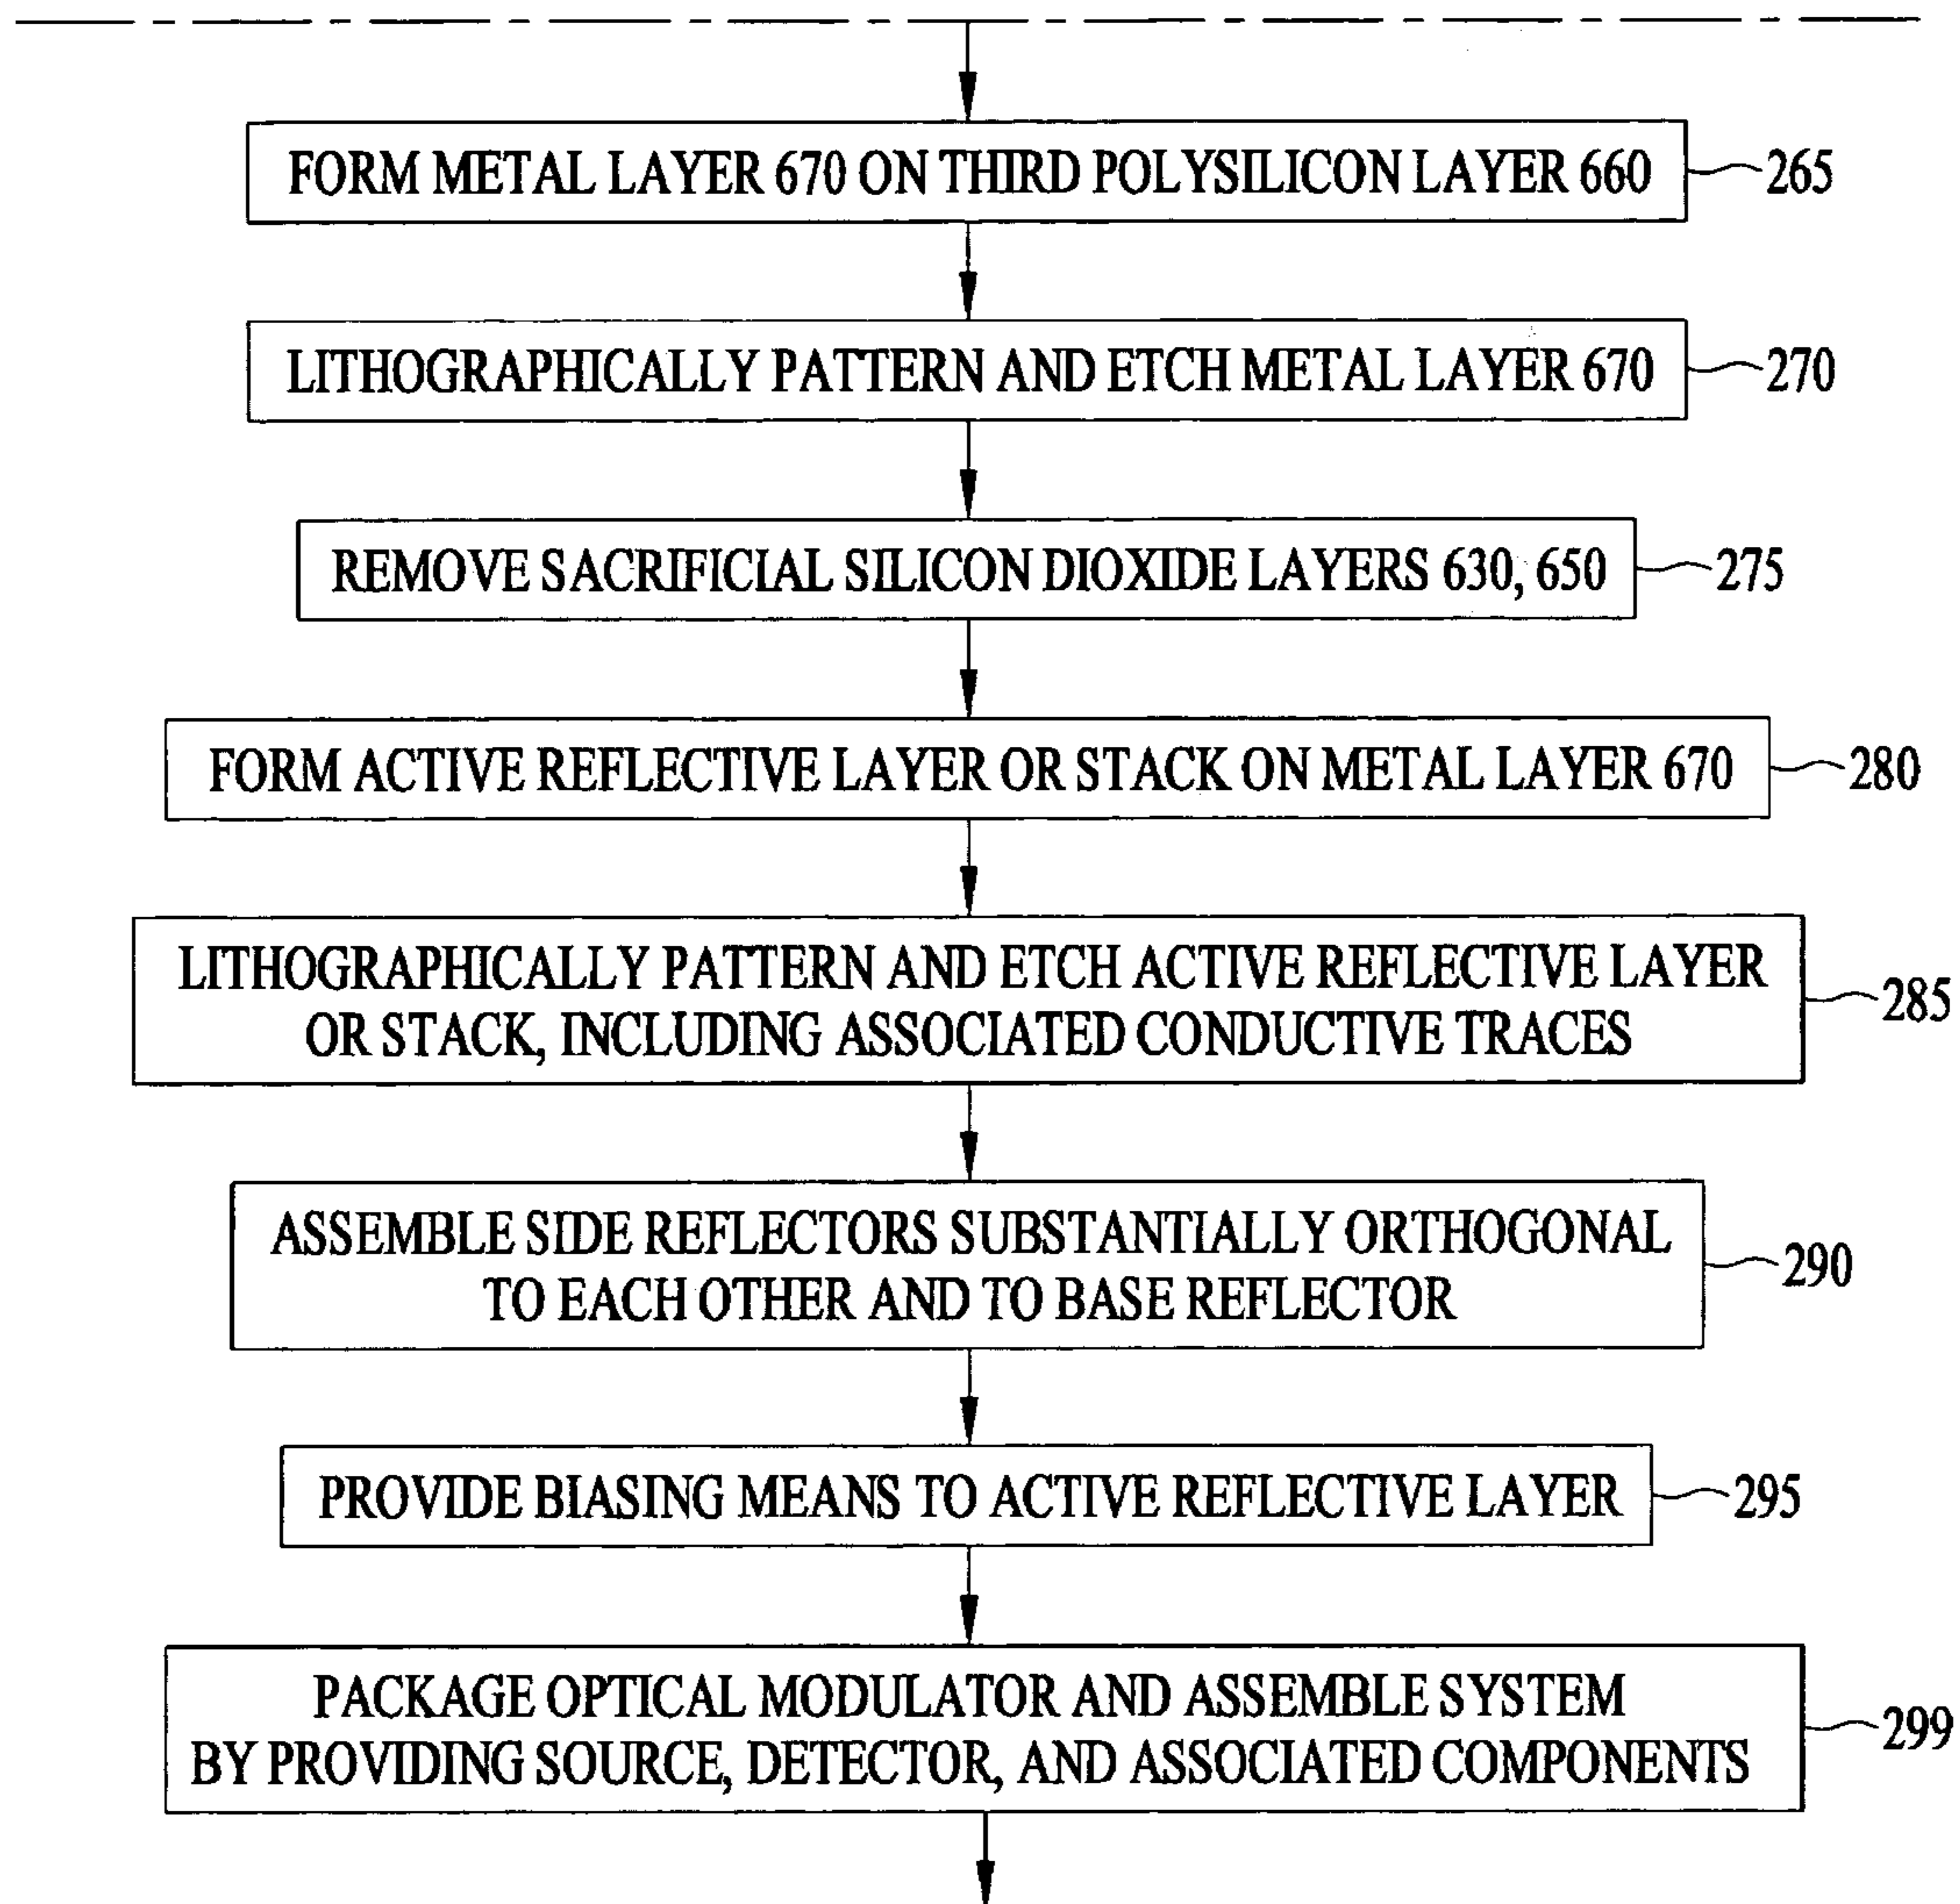 FORM METAL LAYER 670 ON THIRD POLYSILICON LAYER 660
265
LITHOGRAPHICALLY PATTERN AND ETCH METAL LAYER 670
270
REMOVE SACRIFICIAL SILICON DIOXIDE LAYERS 630, 650
275
FORM ACTIVE REFLECTIVE LAYER OR STACK ON METAL LAYER 670
280
LITHOGRAPHICALLY PATTERN AND ETCH ACTIVE REFLECTIVE LAYER
OR STACK, INCLUDING ASSOCIATED CONDUCTIVE TRACES
285
ASSEMBLE SIDE REFLECTORS SUBSTANTIALLY ORTHOGONAL
TO EACH OTHER AND TO BASE REFLECTOR
290
PROVIDE BIASING MEANS TO ACTIVE REFLECTIVE LAYER
295
PACKAGE OPTICAL MODULATOR AND ASSEMBLE SYSTEM
BY PROVIDING SOURCE, DETECTOR, AND ASSOCIATED COMPONENTS
299